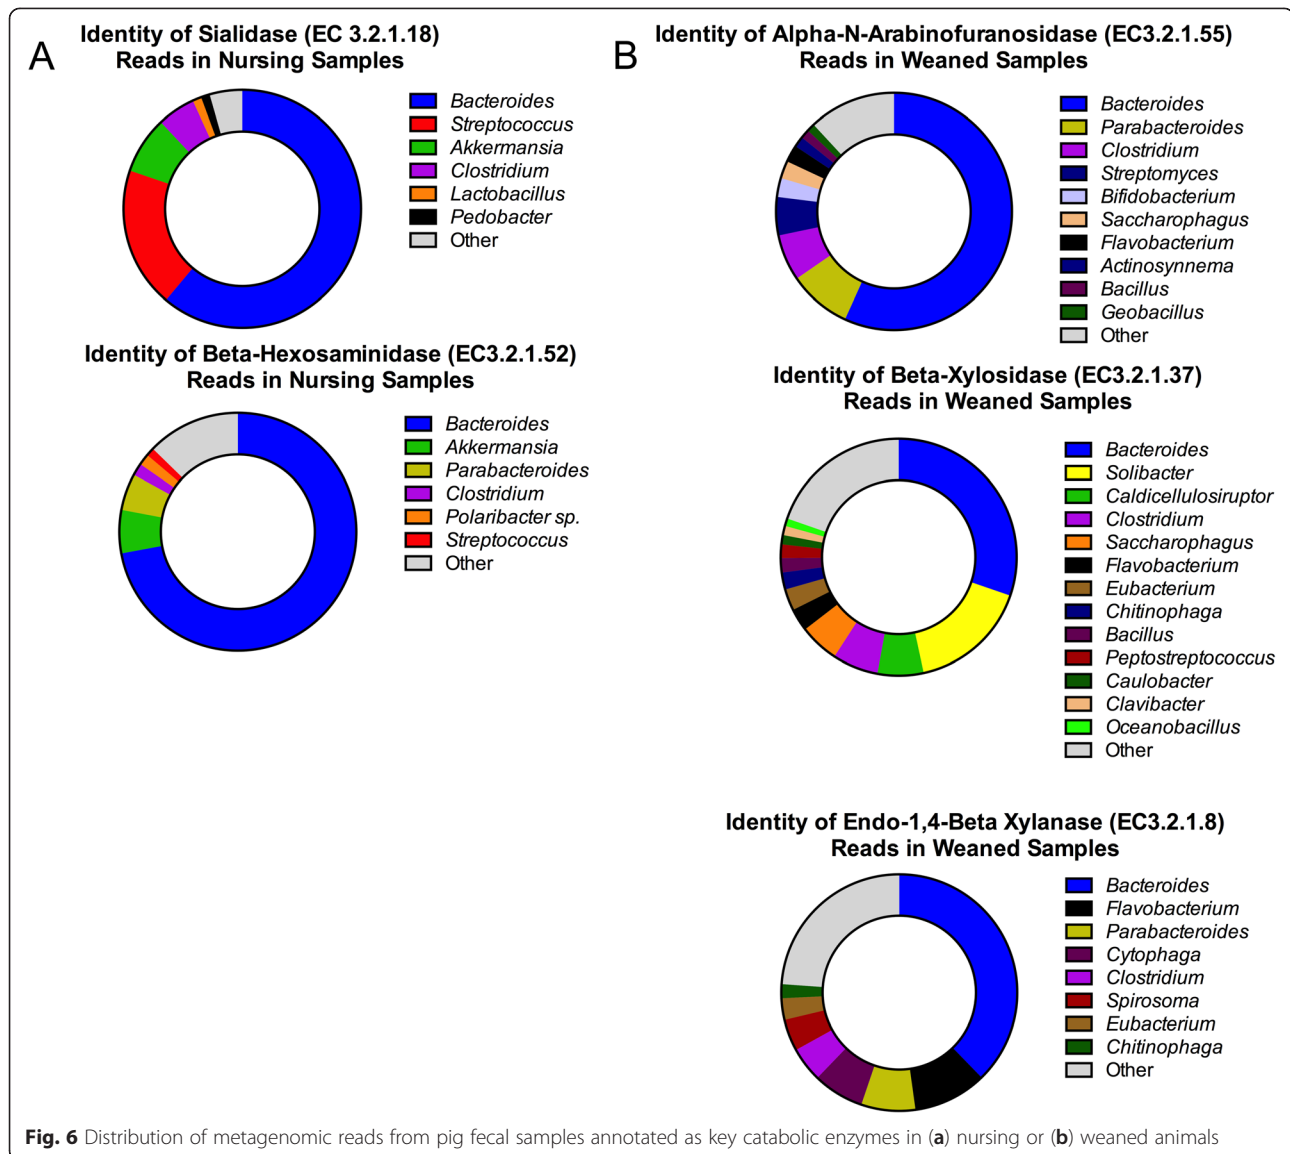 A
Identity of Sialidase (EC 3.2.1.18)
Reads in Nursing Samples
Bacteroides
Streptococcus
Akkermansia
Clostridium
Lactobacillus
Pedobacter
Other
Identity of Beta-Hexosaminidase (EC3.2.1.52)
Reads in Nursing Samples
Bacteroides
Akkermansia
Parabacteroides
Clostridium
Polaribacter sp.
Streptococcus
Other
B
Identity of Alpha-N-Arabinofuranosidase (EC3.2.1.55)
Reads in Weaned Samples
Bacteroides
Parabacteroides
Clostridium
Streptomyces
Bifidobacterium
Saccharophagus
Flavobacterium
Actinosynnema
Bacillus
Geobacillus
Other
Identity of Beta-Xylosidase (EC3.2.1.37)
Reads in Weaned Samples
Bacteroides
Solibacter
Caldicellulosiruptor
Clostridium
Saccharophagus
Flavobacterium
Eubacterium
Chitinophaga
Bacillus
Peptostreptococcus
Caulobacter
Clavibacter
Oceanobacillus
Other
Identity of Endo-1,4-Beta Xylanase (EC3.2.1.8)
Reads in Weaned Samples
Bacteroides
Flavobacterium
Parabacteroides
Cytophaga
Clostridium
Spirosoma
Eubacterium
Chitinophaga
Other
Fig. 6 Distribution of metagenomic reads from pig fecal samples annotated as key catabolic enzymes in (a) nursing or (b) weaned animals